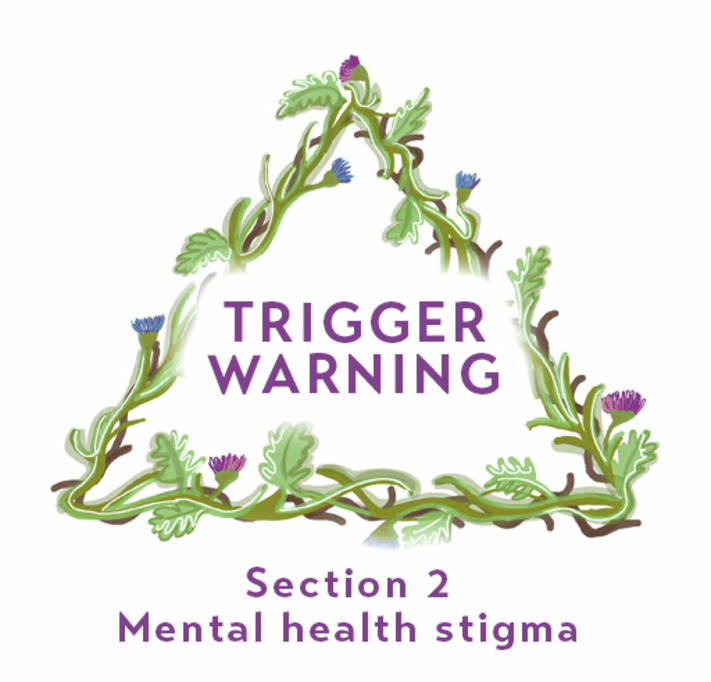 TRIGGER
WARNING
Section 2
Mental health stigma